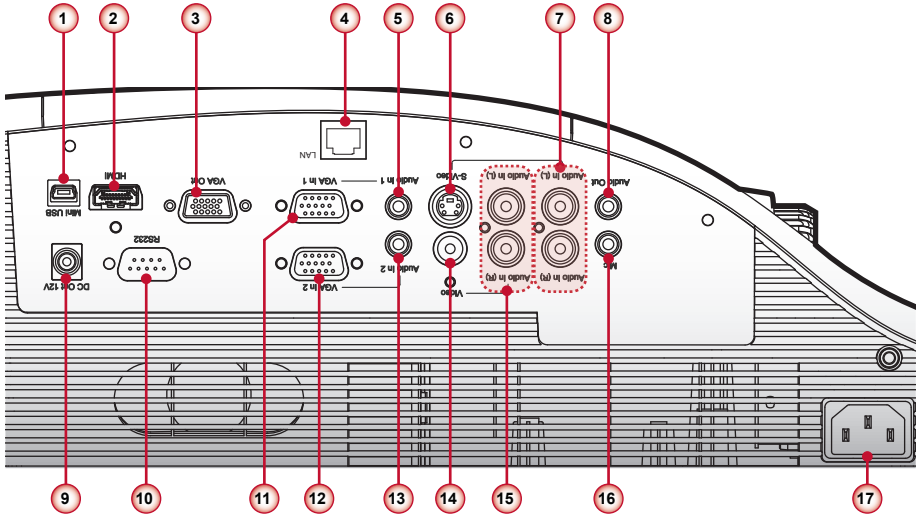 1 2 3 4 5 6 7 8
LAN
HDMI
VGA Out
VGA In 1
Audio In 1
S-Video
Audio In (L)
Audio In (L)
Audio Out
Mini USB
RS232
DC Out 12V
VGA In 2
Audio In 2
Video
Audio In (R)
Audio In (R)
Mic
9 10 11 12 13 14 15 16 17